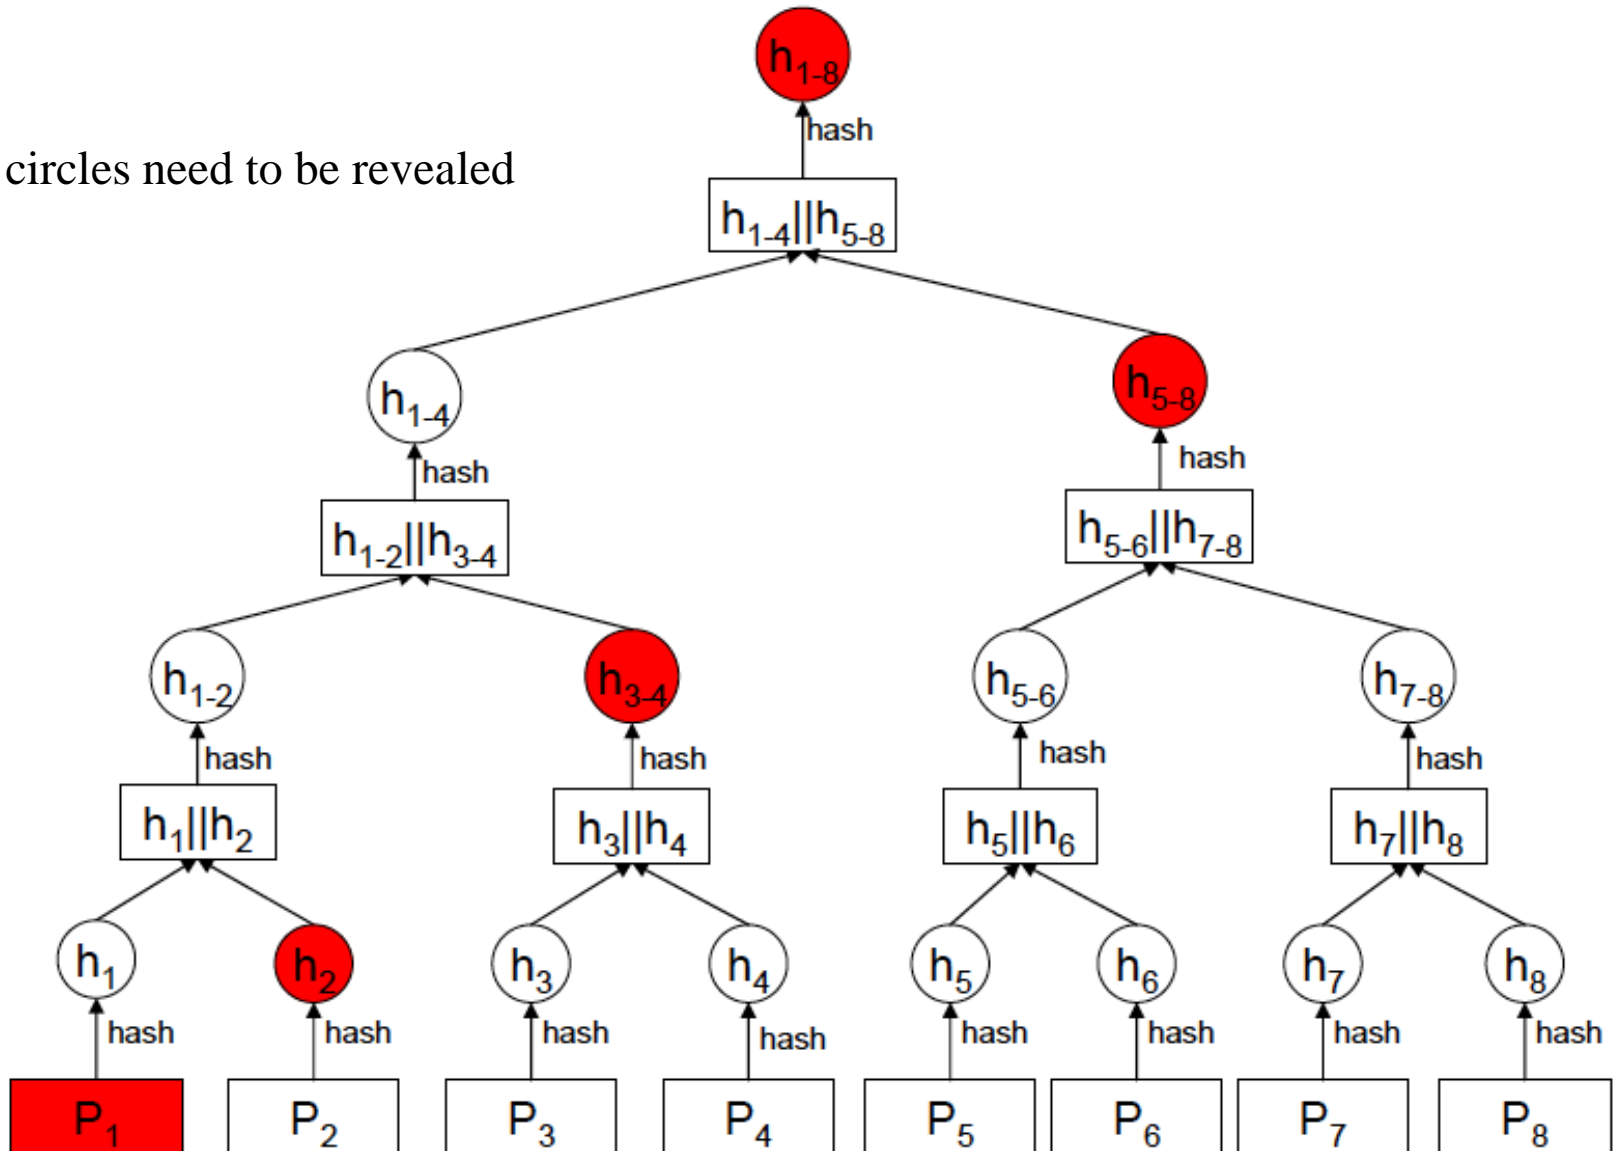 h1-8
hash
circles need to be revealed
h1-4||h5-8
h1-4 h5-8
hash hash
h1-2||h3-4 h5-6||h7-8
h1-2 h3-4 h5-6 h7-8
hash hash hash hash
h1||h2 h3||h4 h5||h6 h7||h8
h1 h2 h3 h4 h5 h6 h7 h8
hash hash hash hash hash hash hash hash
P1 P2 P3 P4 P5 P6 P7 P8